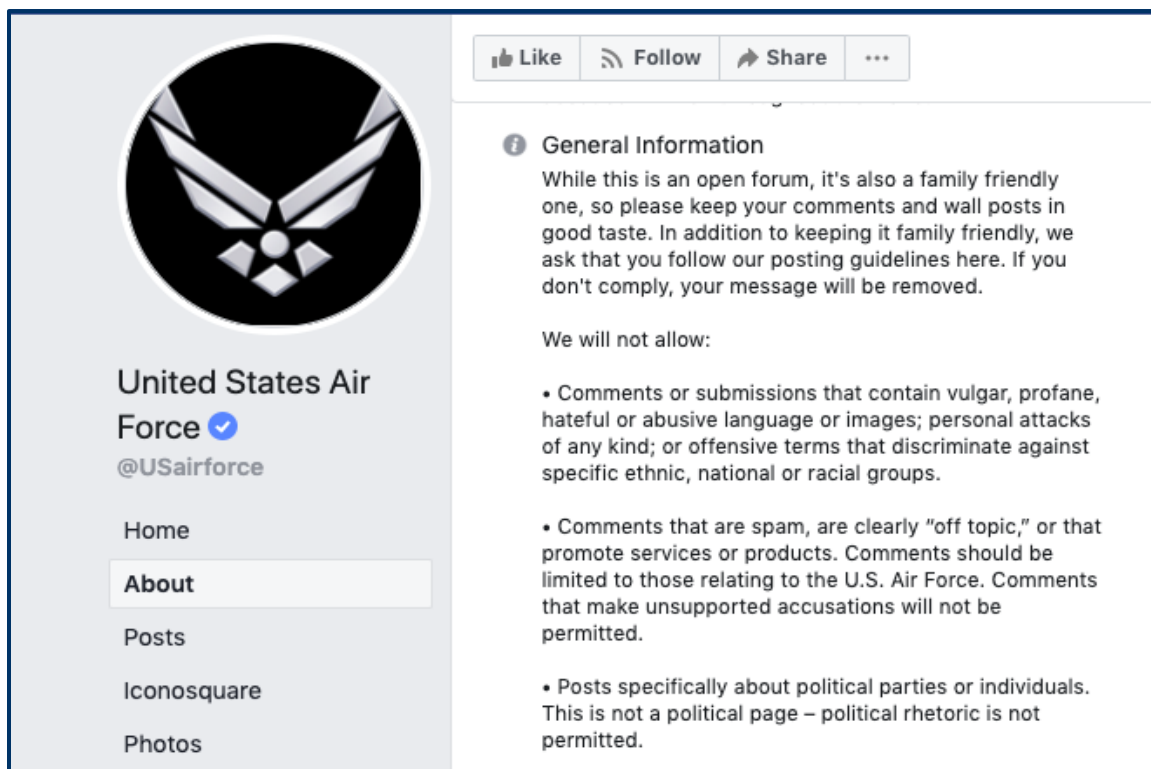 Like
Follow
Share
United States Air
Force
@USairforce
Home
About
Posts
Iconosquare
Photos
General Information
While this is an open forum, it's also a family friendly
one, so please keep your comments and wall posts in
good taste. In addition to keeping it family friendly, we
ask that you follow our posting guidelines here. If you
don't comply, your message will be removed.
We will not allow:
• Comments or submissions that contain vulgar, profane,
hateful or abusive language or images; personal attacks
of any kind; or offensive terms that discriminate against
specific ethnic, national or racial groups.
• Comments that are spam, are clearly “off topic,” or that
promote services or products. Comments should be
limited to those relating to the U.S. Air Force. Comments
that make unsupported accusations will not be
permitted.
• Posts specifically about political parties or individuals.
This is not a political page – political rhetoric is not
permitted.